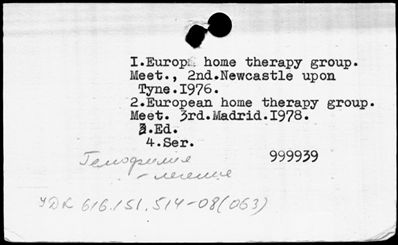 I.Europ. home therapy group.
Meet., 2nd.Newcastle upon
Tyne.I976.
2.European home therapy group.
Meet. 3rd.Madrid.I978.
3.Ed.
4.Ser.
999939
Гемофилия
- лечение
УДК 616.151.514-08(063)